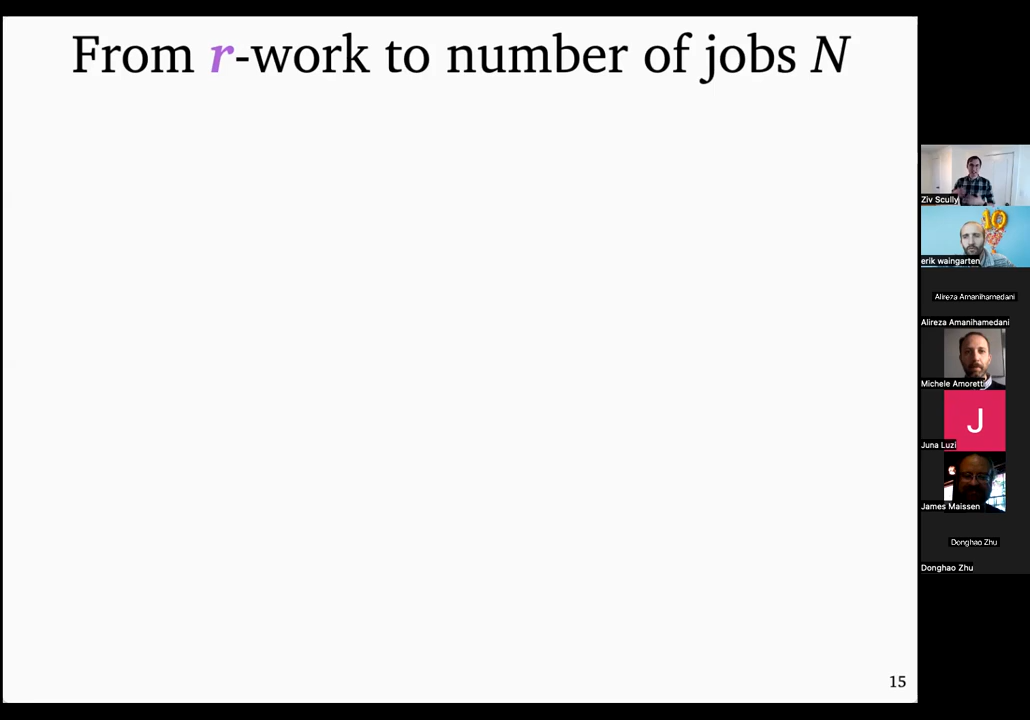 From r-work to number of jobs N
Ziv Scully
10
erik waingarten
Alireza Amanihamedani
Alireza Amanihamedani
Michele Amoretti
J
Juna Luzi
James Maissen
Donghao Zhu
Donghao Zhu
15